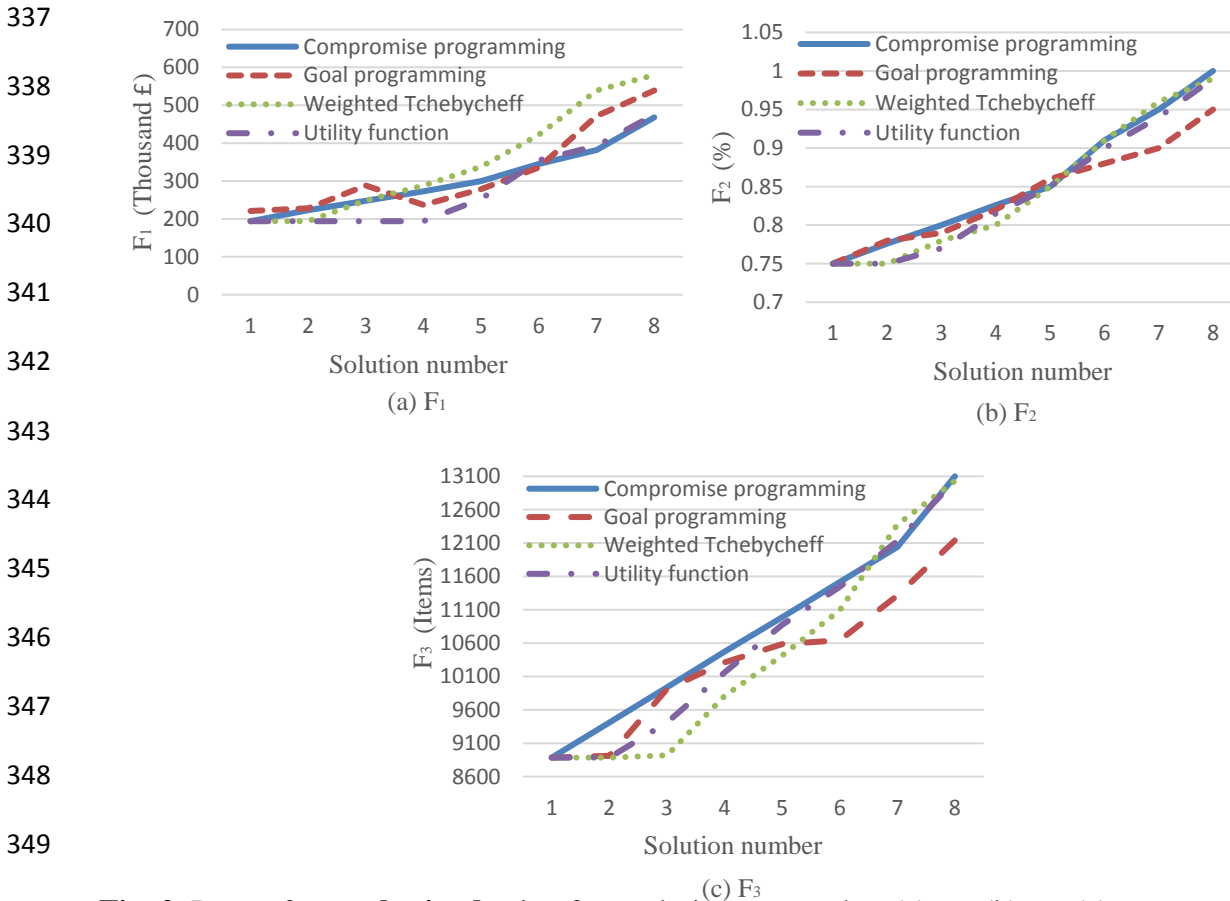 337
338
339
340
341
342
343
344
345
346
347
348
349
700
600
500
400
300
200
100
0
F1 (Thousand £)
Compromise programming
Goal programming
Weighted Tchebycheff
Utility function
1 2 3 4 5 6 7 8
Solution number
(a) F1
1.05
1
0.95
0.9
0.85
0.8
0.75
0.7
F2 (%)
Compromise programming
Goal programming
Weighted Tchebycheff
Utility function
1 2 3 4 5 6 7 8
Solution number
(b) F2
13100
12600
12100
11600
11100
10600
10100
9600
9100
8600
F3 (Items)
Compromise programming
Goal programming
Weighted Tchebycheff
Utility function
1 2 3 4 5 6 7 8
Solution number
(c) F3